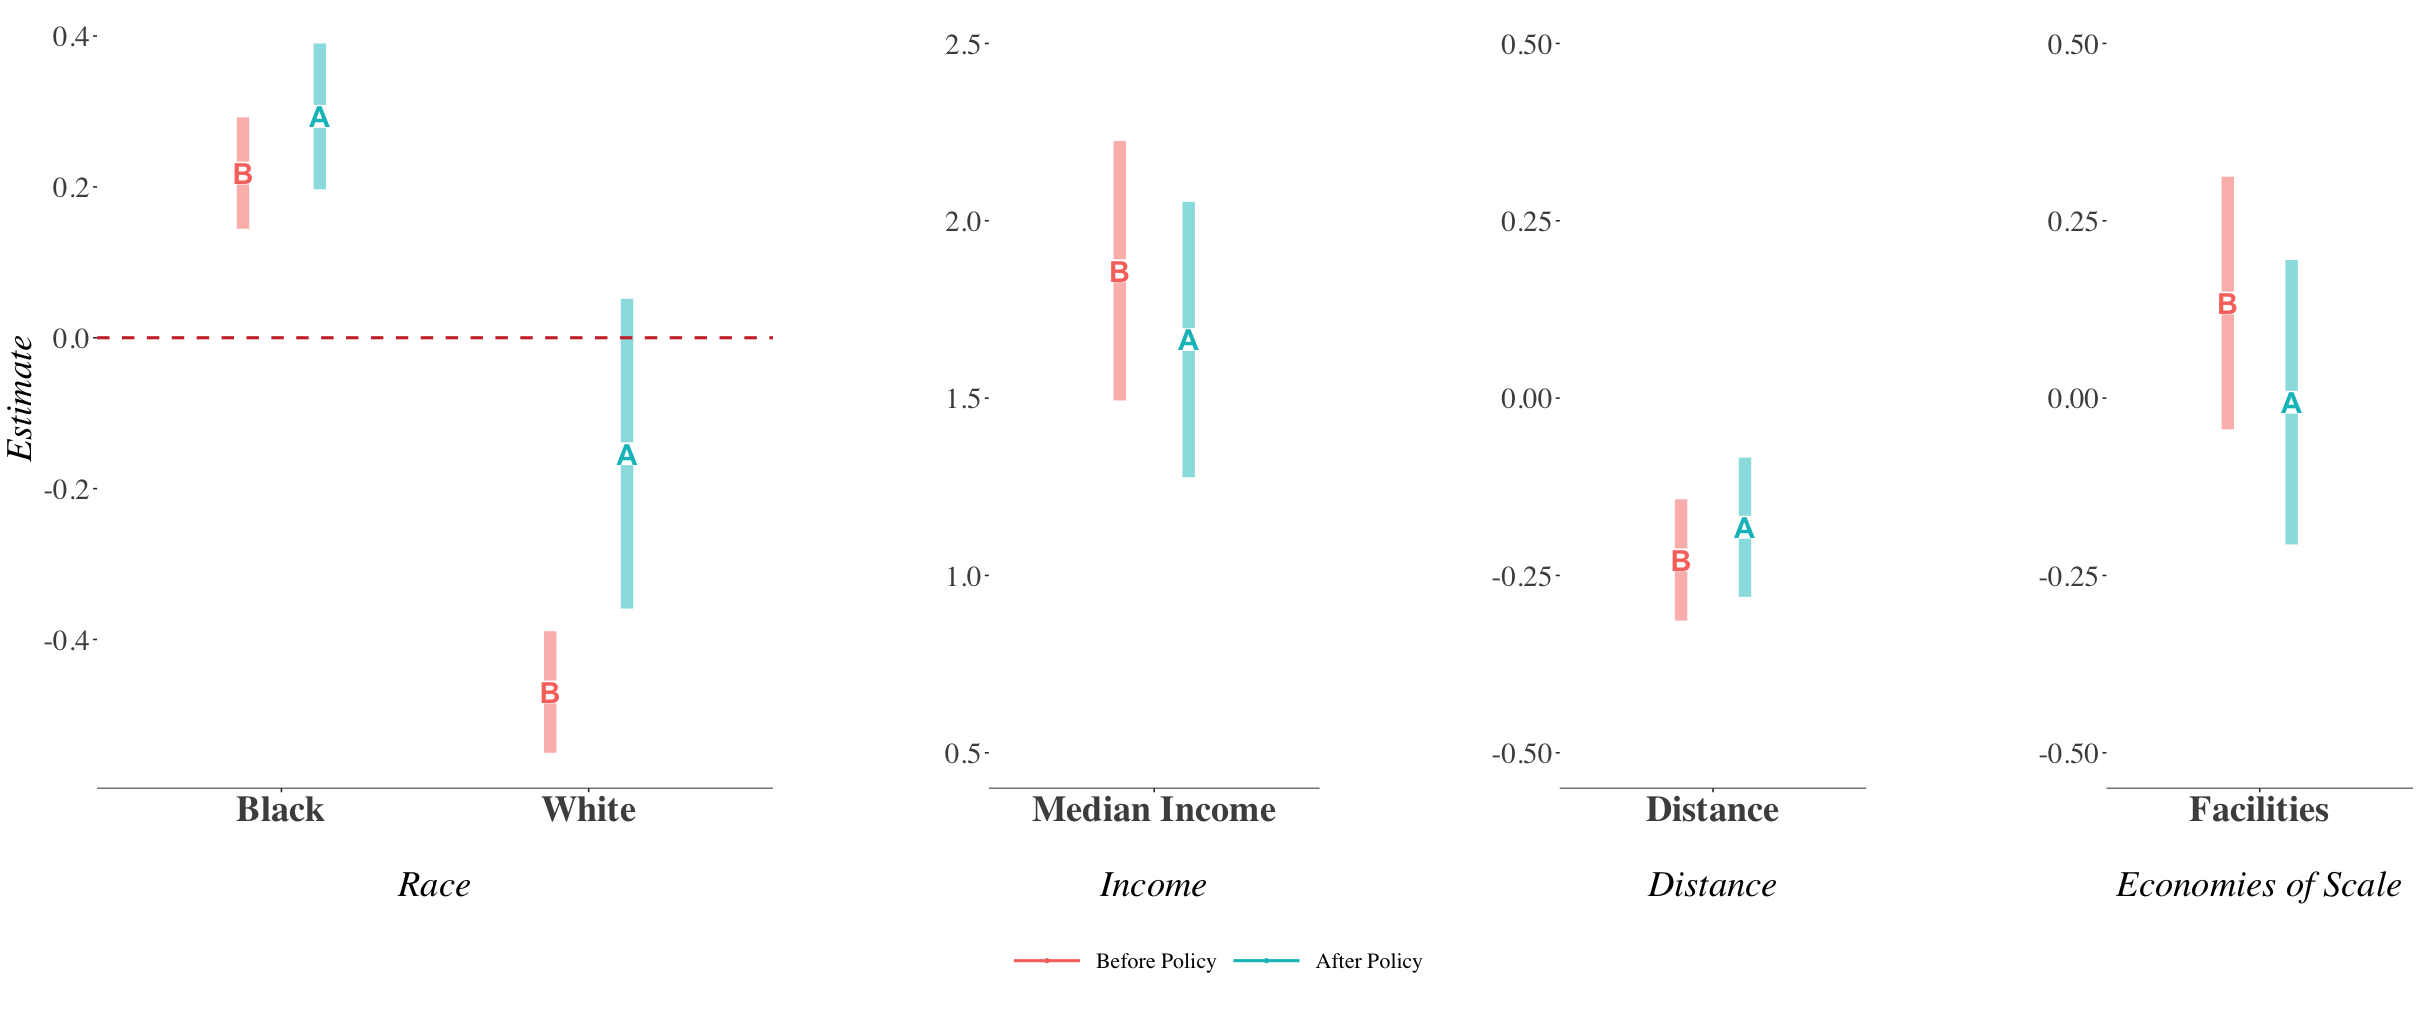 Estimate
0.4
0.2
0.0
-0.2
-0.4
B
A
B
A
Black
White
Race
2.5
2.0
1.5
1.0
0.5
B
A
Median Income
Income
0.50
0.25
0.00
-0.25
-0.50
B
A
Distance
Distance
0.50
0.25
0.00
-0.25
-0.50
B
A
Facilities
Economies of Scale
Before Policy After Policy